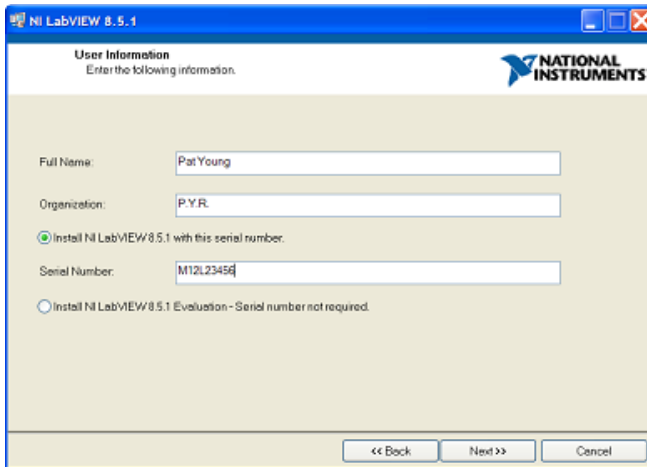 NI LabVIEW 8.5.1
User Information
Enter the following information.
NATIONAL
INSTRUMENTS
Full Name:
Pat Young
Organization:
P.Y.R.
Install NI LabVIEW 8.5.1 with this serial number.
Serial Number:
M12L23456
Install NI LabVIEW 8.5.1 Evaluation - Serial number not required.
<< Back
Next >>
Cancel